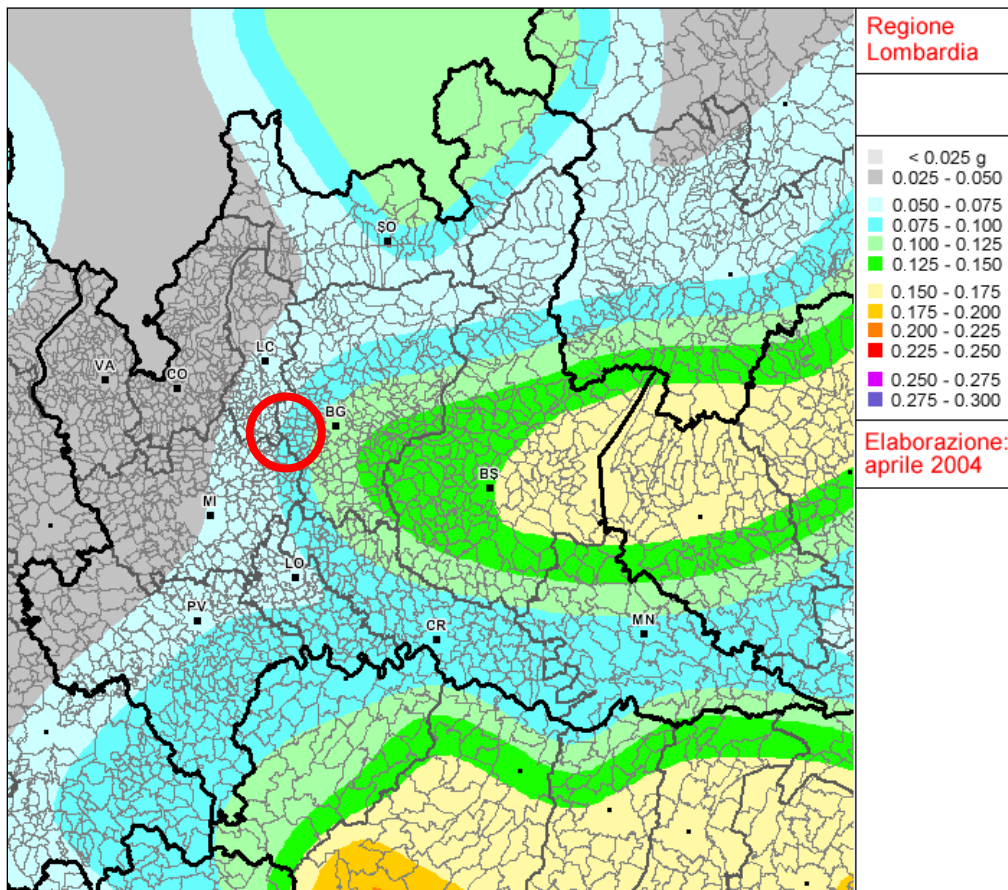 Regione
Lombardia
< 0.025 g
0.025 - 0.050
0.050 - 0.075
0.075 - 0.100
0.100 - 0.125
0.125 - 0.150
0.150 - 0.175
0.175 - 0.200
0.200 - 0.225
0.225 - 0.250
0.250 - 0.275
0.275 - 0.300
Elaborazione:
aprile 2004
SO
LC
VA
CO
BG
BS
MI
LO
PV
CR
MN